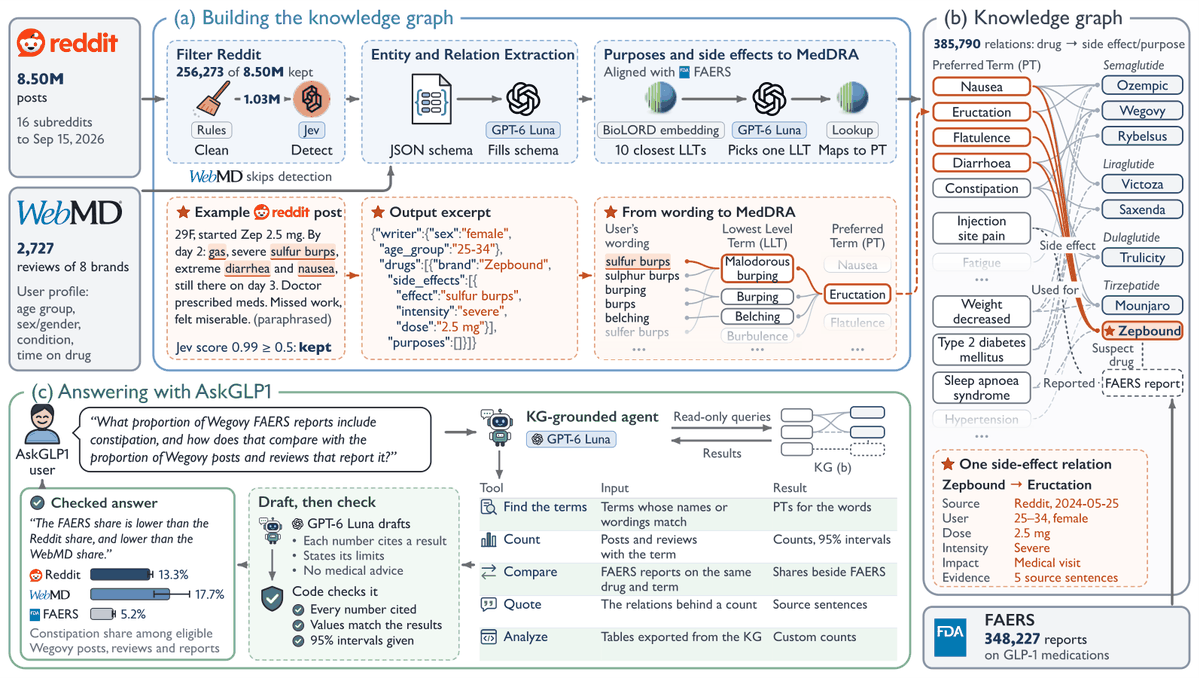 reddit
8.50M
posts
16 subreddits
to Sep 15, 2026
WebMD
2,727
reviews of 8 brands
User profile:
age group,
sex/gender,
condition,
time on drug
(a) Building the knowledge graph
Filter Reddit
256,273 of 8.50M kept
1.03M
Rules
Jev
Clean
Detect
WebMD skips detection
Entity and Relation Extraction
GPT-6 Luna
JSON schema
Fills schema
Purposes and side effects to MedDRA
Aligned with FDA FAERS
BioLORD embedding
GPT-6 Luna
Lookup
10 closest LLTs
Picks one LLT
Maps to PT
Example reddit post
29F, started Zep 2.5 mg. By
day 2: gas, severe sulfur burps,
extreme diarrhea and nausea,
still there on day 3. Doctor
prescribed meds. Missed work,
felt miserable. (paraphrased)
Jev score 0.99 ≥ 0.5: kept
Output excerpt
{"writer":{"sex":"female",
"age_group":"25-34"},
"drugs":[{"brand":"Zepbound",
"side_effects":[{
"effect":"sulfur burps",
"intensity":"severe",
"dose":"2.5 mg"}],
"purposes":[]}]}
From wording to MedDRA
User's
wording
Lowest Level
Term (LLT)
Preferred
Term (PT)
sulfur burps
sulphur burps
burping
burps
belching
sulfer burps
...
Malodorous
burping
Burping
Belching
Burbulence
...
Nausea
Eructation
Flatulence
...
(b) Knowledge graph
385,790 relations: drug → side effect/purpose
Preferred Term (PT)
Nausea
Eructation
Flatulence
Diarrhoea
Constipation
Injection
site pain
Fatigue
...
Weight
decreased
Type 2 diabetes
mellitus
Sleep apnoea
syndrome
Hypertension
...
Side effect
Used for
Semaglutide
Ozempic
Wegovy
Rybelsus
Liraglutide
Victoza
Saxenda
Dulaglutide
Trulicity
Tirzepatide
Mounjaro
Zepbound
Suspect
drug
Reported
FAERS report
One side-effect relation
Zepbound → Eructation
Source Reddit, 2024-05-25
User 25–34, female
Dose 2.5 mg
Intensity Severe
Impact Medical visit
Evidence 5 source sentences
FDA
FAERS
348,227 reports
on GLP-1 medications
(c) Answering with AskGLP1
AskGLP1
user
“What proportion of Wegovy FAERS reports include
constipation, and how does that compare with the
proportion of Wegovy posts and reviews that report it?”
KG-grounded agent
GPT-6 Luna
Read-only queries
Results
KG (b)
Checked answer
“The FAERS share is lower than the
Reddit share, and lower than the
WebMD share.”
Reddit 13.3%
WebMD 17.7%
FDA FAERS 5.2%
Constipation share among eligible
Wegovy posts, reviews and reports
Draft, then check
GPT-6 Luna drafts
• Each number cites a result
• States its limits
• No medical advice
Code checks it
Every number cited
Values match the results
95% intervals given
Tool Input Result
Find the terms Terms whose names or PTs for the words
wordings match
Count Posts and reviews Counts, 95% intervals
with the term
Compare FAERS reports on the same Shares beside FAERS
drug and term
Quote The relations behind a count Source sentences
Analyze Tables exported from the KG Custom counts